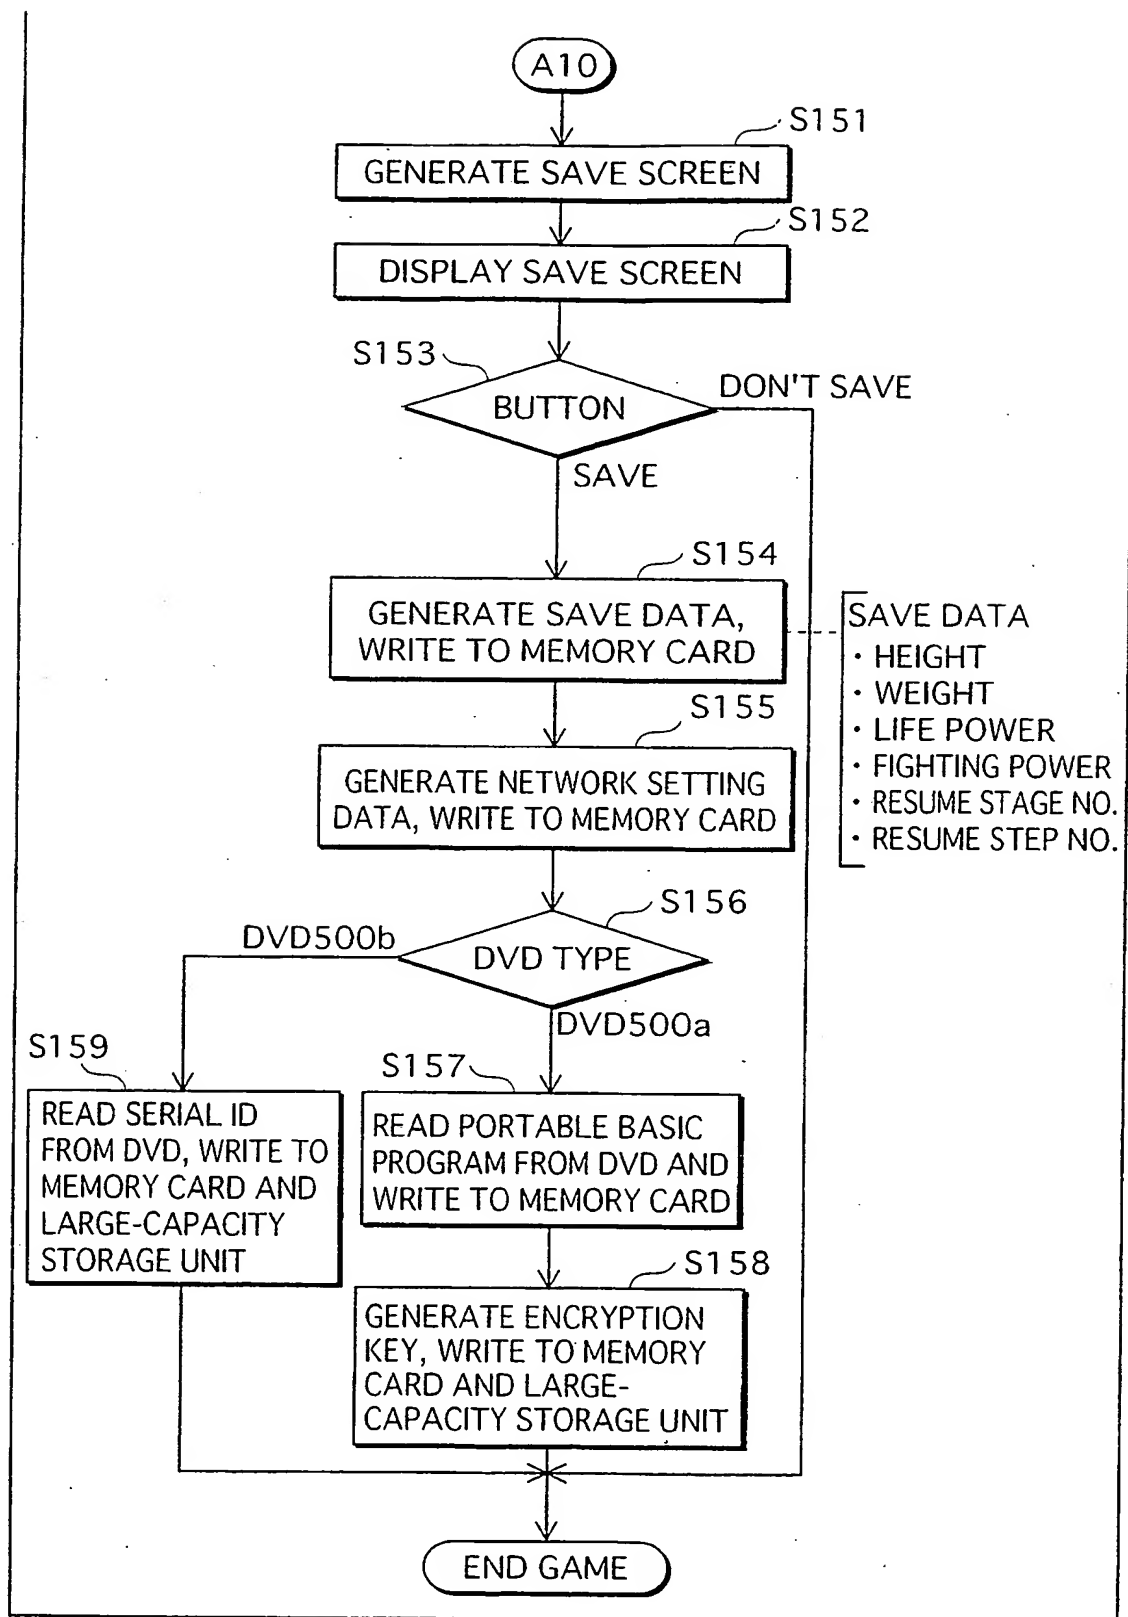 A10
S151
GENERATE SAVE SCREEN
S152
DISPLAY SAVE SCREEN
S153
BUTTON
DON'T SAVE
SAVE
S154
GENERATE SAVE DATA,
WRITE TO MEMORY CARD
SAVE DATA
· HEIGHT
· WEIGHT
· LIFE POWER
· FIGHTING POWER
· RESUME STAGE NO.
· RESUME STEP NO.
S155
GENERATE NETWORK SETTING
DATA, WRITE TO MEMORY CARD
S156
DVD TYPE
DVD500b
DVD500a
S159
READ SERIAL ID
FROM DVD, WRITE TO
MEMORY CARD AND
LARGE-CAPACITY
STORAGE UNIT
S157
READ PORTABLE BASIC
PROGRAM FROM DVD AND
WRITE TO MEMORY CARD
S158
GENERATE ENCRYPTION
KEY, WRITE TO MEMORY
CARD AND LARGE-
CAPACITY STORAGE UNIT
END GAME